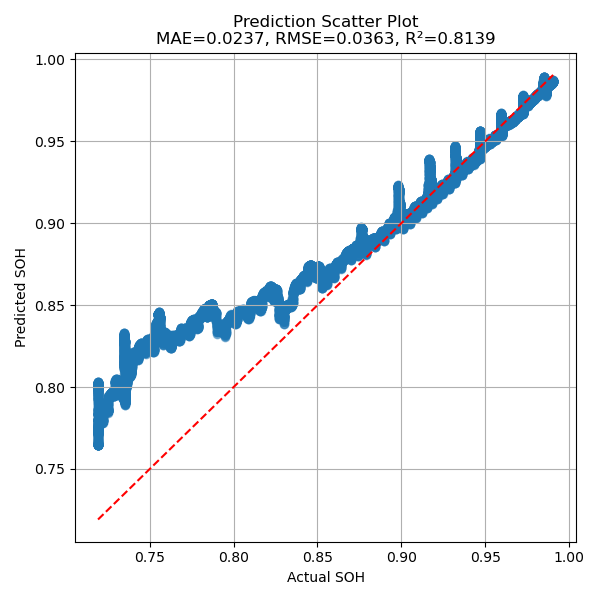 Prediction Scatter Plot
MAE=0.0237, RMSE=0.0363, R²=0.8139
1.00
0.95
0.90
0.85
0.80
0.75
Predicted SOH
0.75 0.80 0.85 0.90 0.95 1.00
Actual SOH